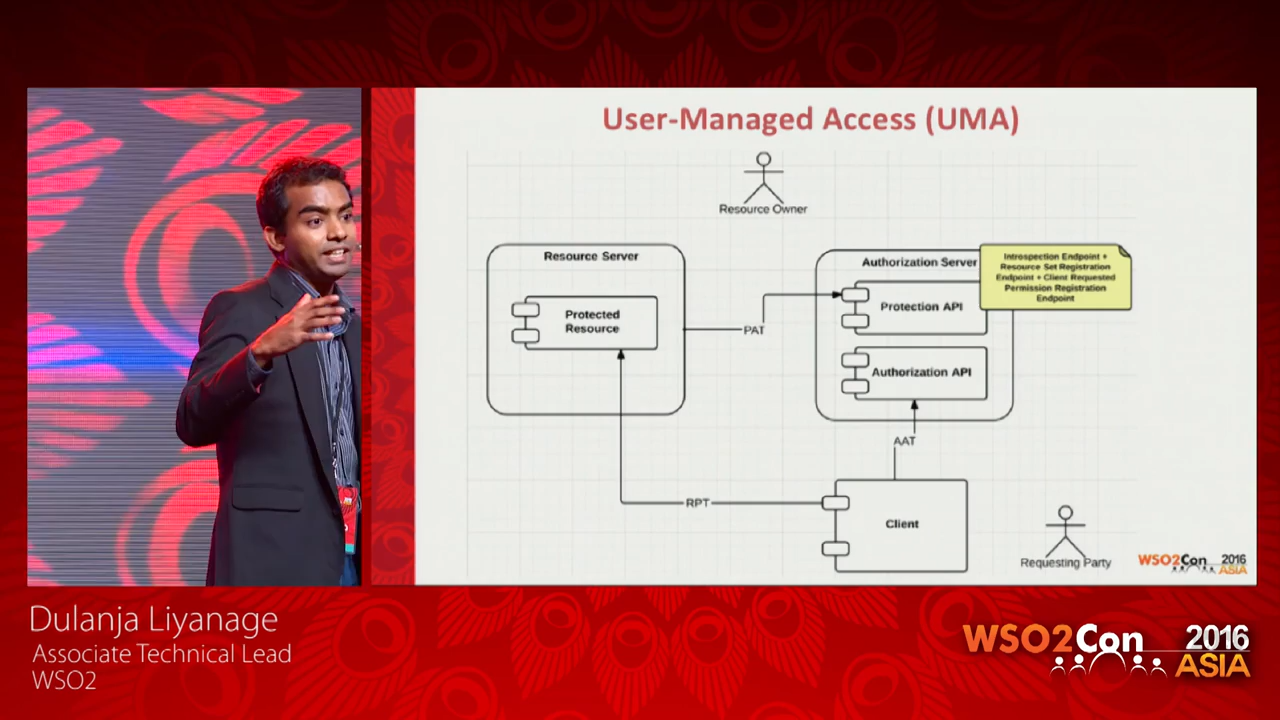 User-Managed Access (UMA)
Resource Owner
Resource Server
Protected
Resource
PAT
Authorization Server
Protection API
Authorization API
Introspection Endpoint +
Resource Set Registration
Endpoint + Client Requested
Permission Registration
Endpoint
AAT
RPT
Client
Requesting Party
WSO2Con 2016
ASIA
Dulanja Liyanage
Associate Technical Lead
WSO2
WSO2Con 2016
ASIA